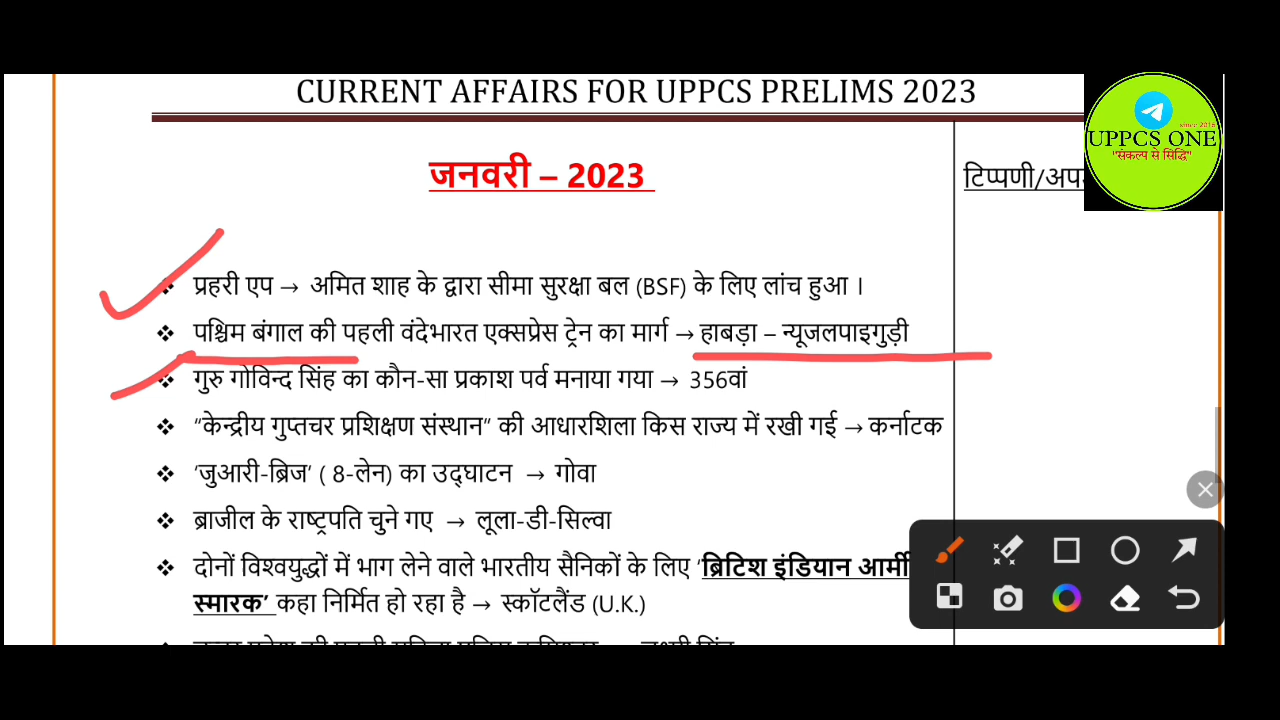 CURRENT AFFAIRS FOR UPPCS PRELIMS 2023
since 2016
UPPCS ONE
"संकल्प से सिद्धि"
जनवरी – 2023
टिप्पणी/अप
❖ प्रहरी एप → अमित शाह के द्वारा सीमा सुरक्षा बल (BSF) के लिए लांच हुआ ।
❖ पश्चिम बंगाल की पहली वंदेभारत एक्सप्रेस ट्रेन का मार्ग → हाबड़ा – न्यूजलपाइगुड़ी
❖ गुरु गोविन्द सिंह का कौन-सा प्रकाश पर्व मनाया गया → 356वां
❖ “केन्द्रीय गुप्तचर प्रशिक्षण संस्थान” की आधारशिला किस राज्य में रखी गई → कर्नाटक
❖ ‘जुआरी-ब्रिज’ ( 8-लेन) का उद्घाटन → गोवा
❖ ब्राजील के राष्ट्रपति चुने गए → लूला-डी-सिल्वा
❖ दोनों विश्वयुद्धों में भाग लेने वाले भारतीय सैनिकों के लिए ‘ब्रिटिश इंडियान आर्मी
स्मारक’ कहा निर्मित हो रहा है → स्कॉटलैंड (U.K.)